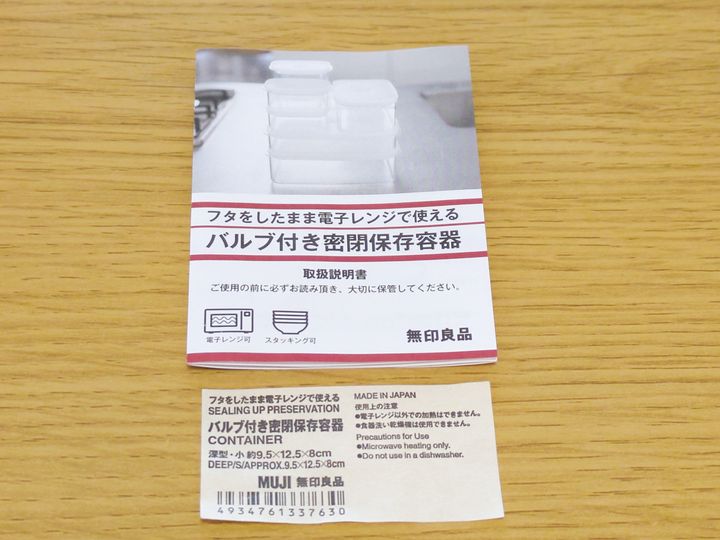 フタをしたまま電子レンジで使える
バルブ付き密閉保存容器
取扱説明書
ご使用の前に必ずお読み頂き、大切に保管してください。
電子レンジ可
スタッキング可
無印良品
フタをしたまま電子レンジで使える
SEALING UP PRESERVATION
バルブ付き密閉保存容器
CONTAINER
深型・小 約9.5×12.5×8cm
DEEP/S/APPROX.9.5×12.5×8cm
MUJI 無印良品
4934761337630
MADE IN JAPAN
使用上の注意
●電子レンジ以外での加熱はできません。
●食器洗い乾燥機は使用できません。
Precautions for Use
●Microwave heating only.
●Do not use in a dishwasher.